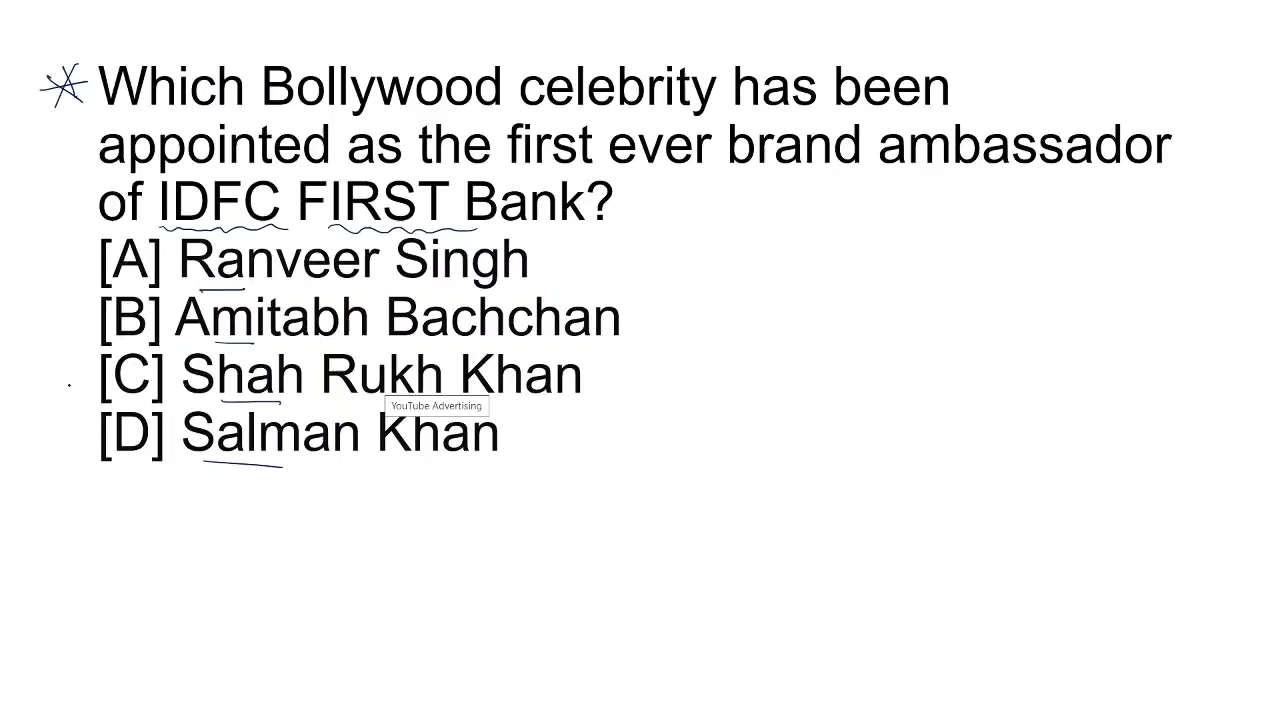 Which Bollywood celebrity has been
appointed as the first ever brand ambassador
of IDFC FIRST Bank?
[A] Ranveer Singh
[B] Amitabh Bachchan
[C] Shah Rukh Khan
YouTube Advertising
[D] Salman Khan